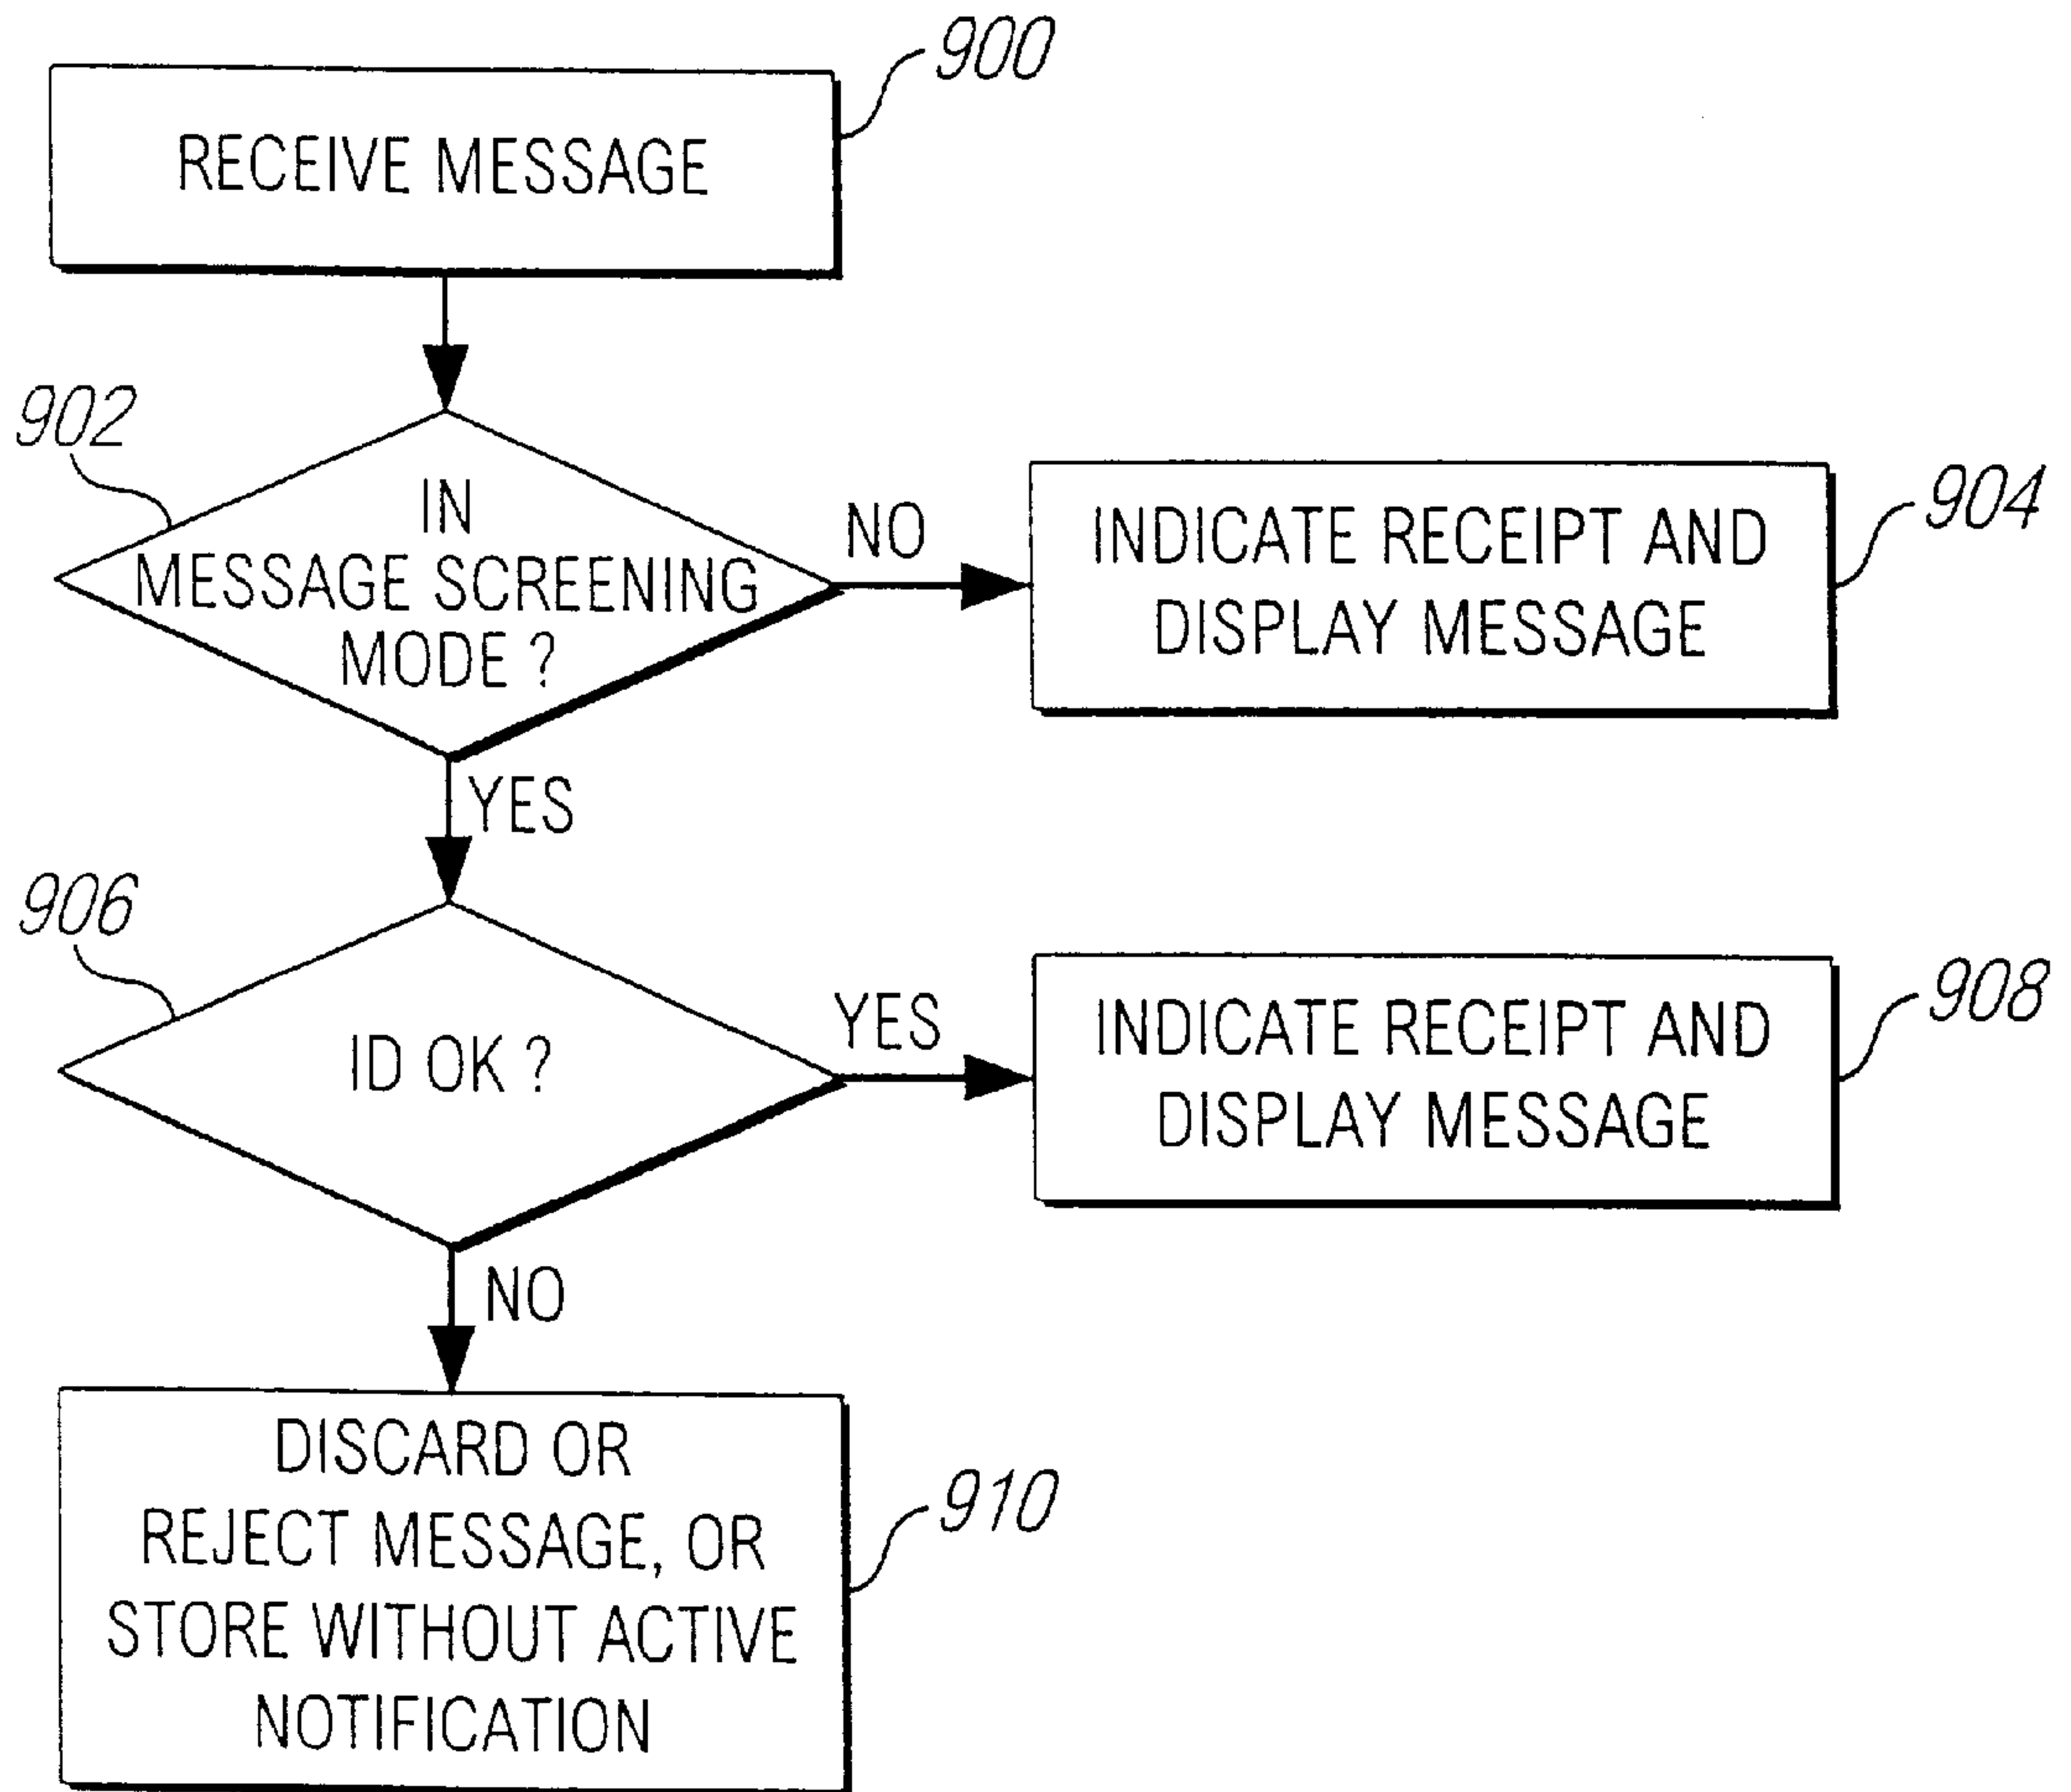 900
RECEIVE MESSAGE
902
IN
MESSAGE SCREENING
MODE ?
NO
INDICATE RECEIPT AND
DISPLAY MESSAGE
904
YES
906
ID OK ?
YES
INDICATE RECEIPT AND
DISPLAY MESSAGE
908
NO
DISCARD OR
REJECT MESSAGE, OR
STORE WITHOUT ACTIVE
NOTIFICATION
910